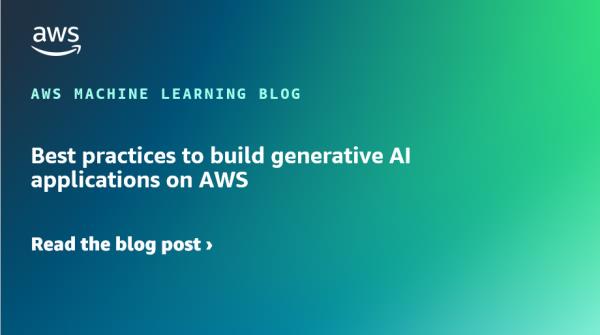 aws
AWS MACHINE LEARNING BLOG
Best practices to build generative AI
applications on AWS
Read the blog post ›